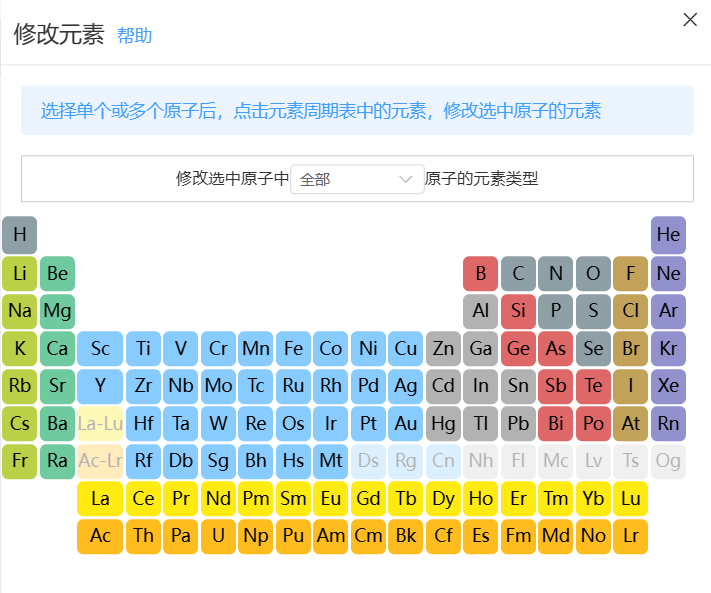 修改元素 帮助
选择单个或多个原子后，点击元素周期表中的元素，修改选中原子的元素
修改选中原子中 全部 原子的元素类型
H He
Li Be B C N O F Ne
Na Mg Al Si P S Cl Ar
K Ca Sc Ti V Cr Mn Fe Co Ni Cu Zn Ga Ge As Se Br Kr
Rb Sr Y Zr Nb Mo Tc Ru Rh Pd Ag Cd In Sn Sb Te I Xe
Cs Ba La-Lu Hf Ta W Re Os Ir Pt Au Hg Tl Pb Bi Po At Rn
Fr Ra Ac-Lr Rf Db Sg Bh Hs Mt Ds Rg Cn Nh Fl Mc Lv Ts Og
La Ce Pr Nd Pm Sm Eu Gd Tb Dy Ho Er Tm Yb Lu
Ac Th Pa U Np Pu Am Cm Bk Cf Es Fm Md No Lr